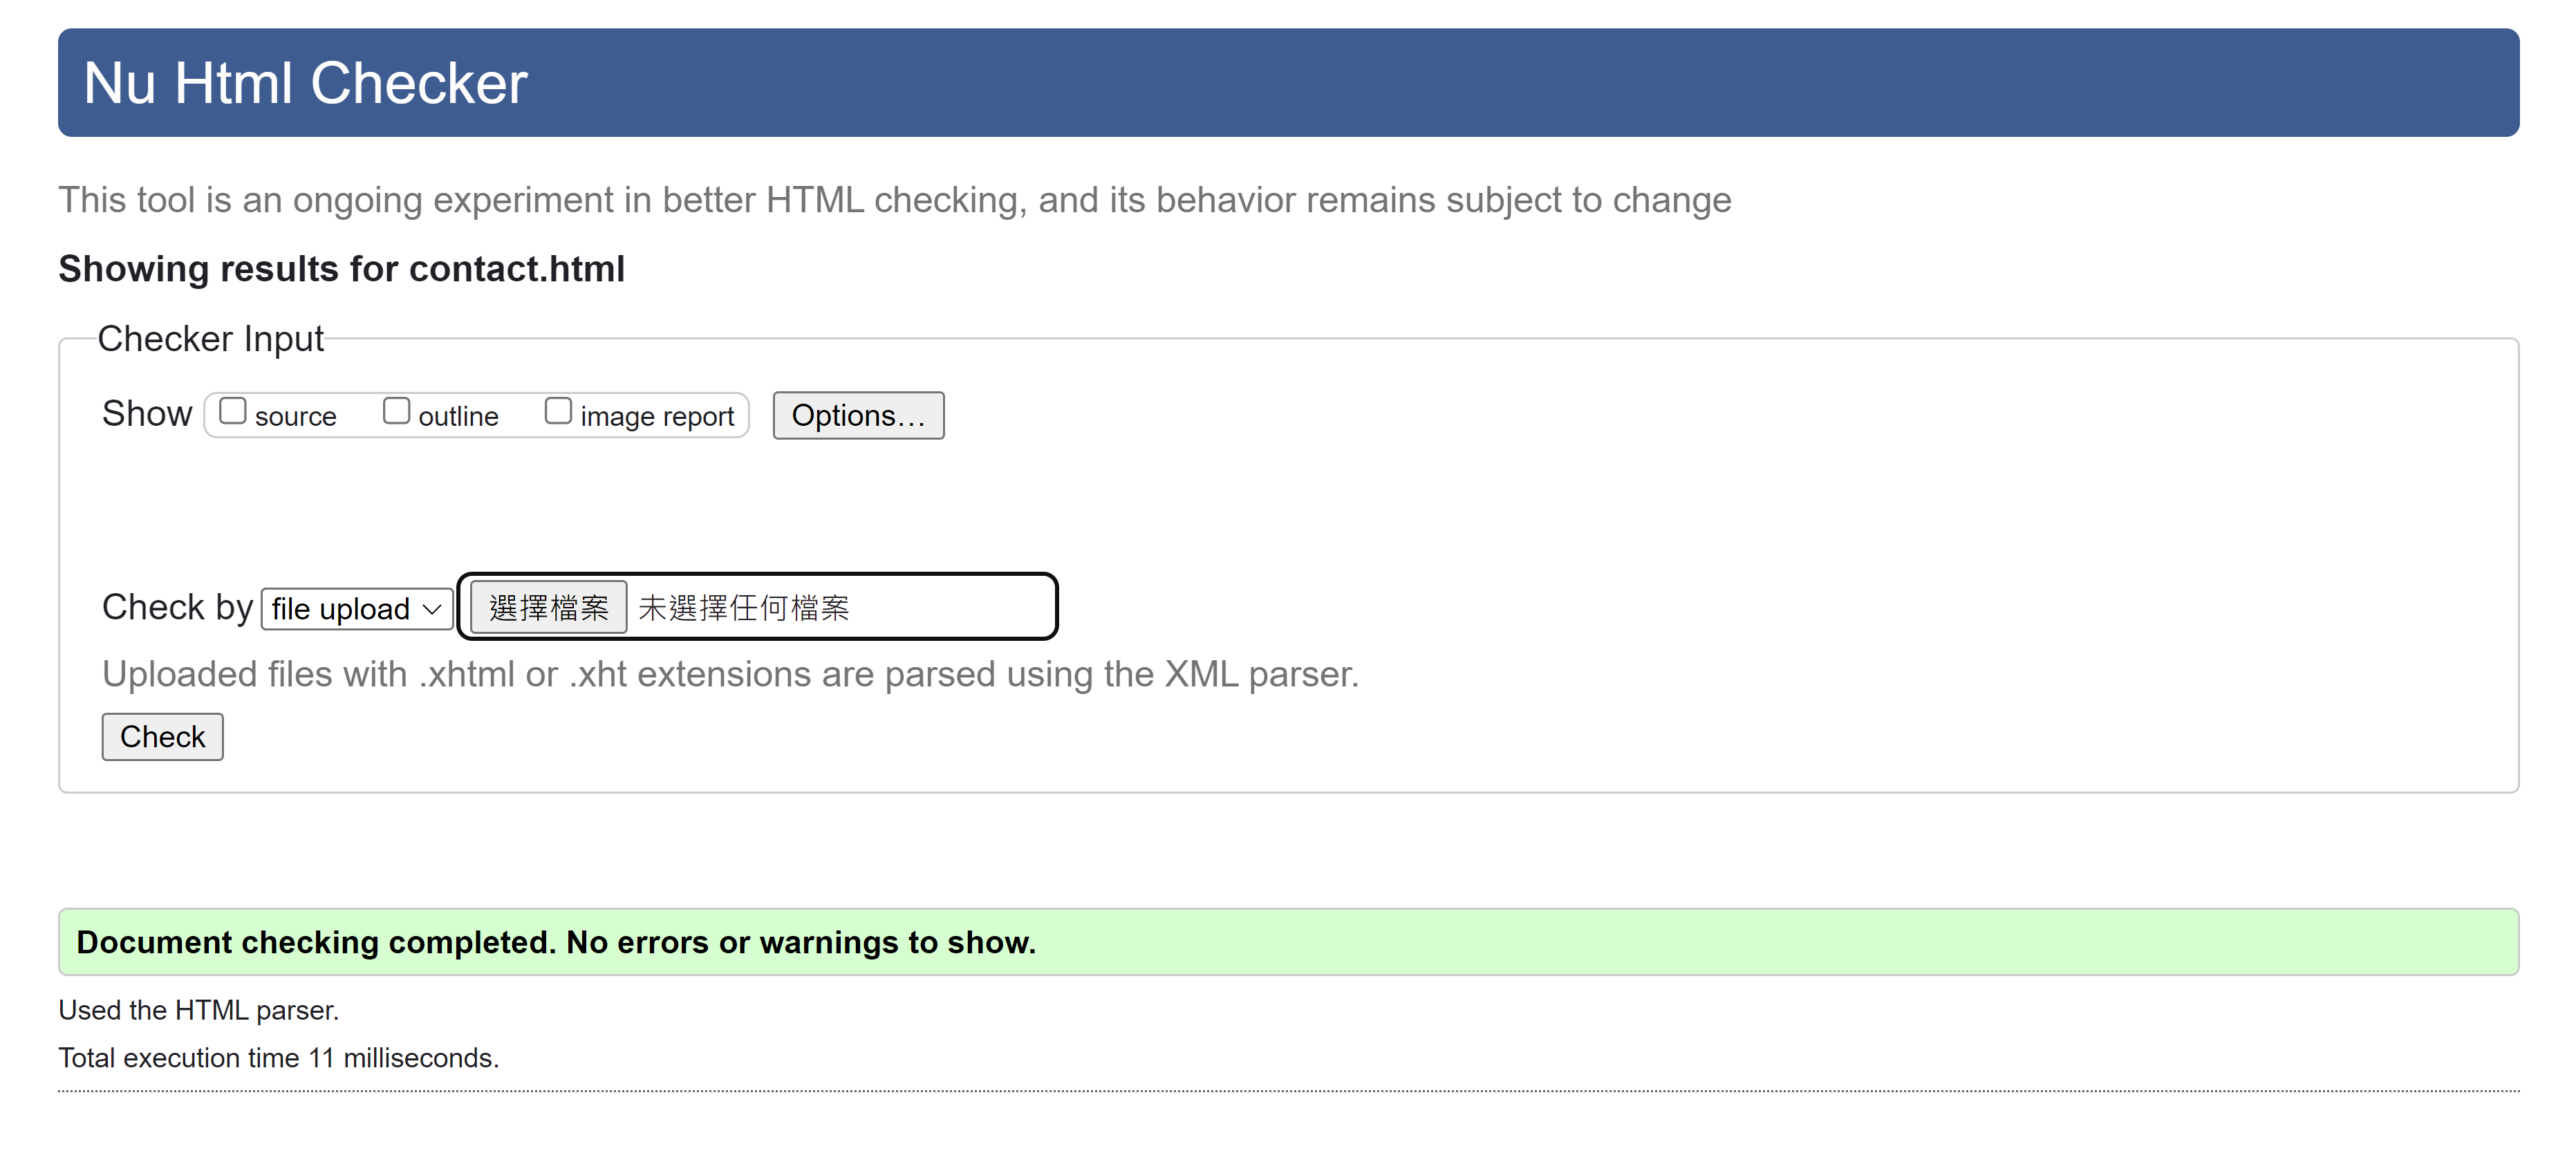 Nu Html Checker
This tool is an ongoing experiment in better HTML checking, and its behavior remains subject to change
Showing results for contact.html
Checker Input
Show source outline image report Options…
Check by file upload 選擇檔案 未選擇任何檔案
Uploaded files with .xhtml or .xht extensions are parsed using the XML parser.
Check
Document checking completed. No errors or warnings to show.
Used the HTML parser.
Total execution time 11 milliseconds.